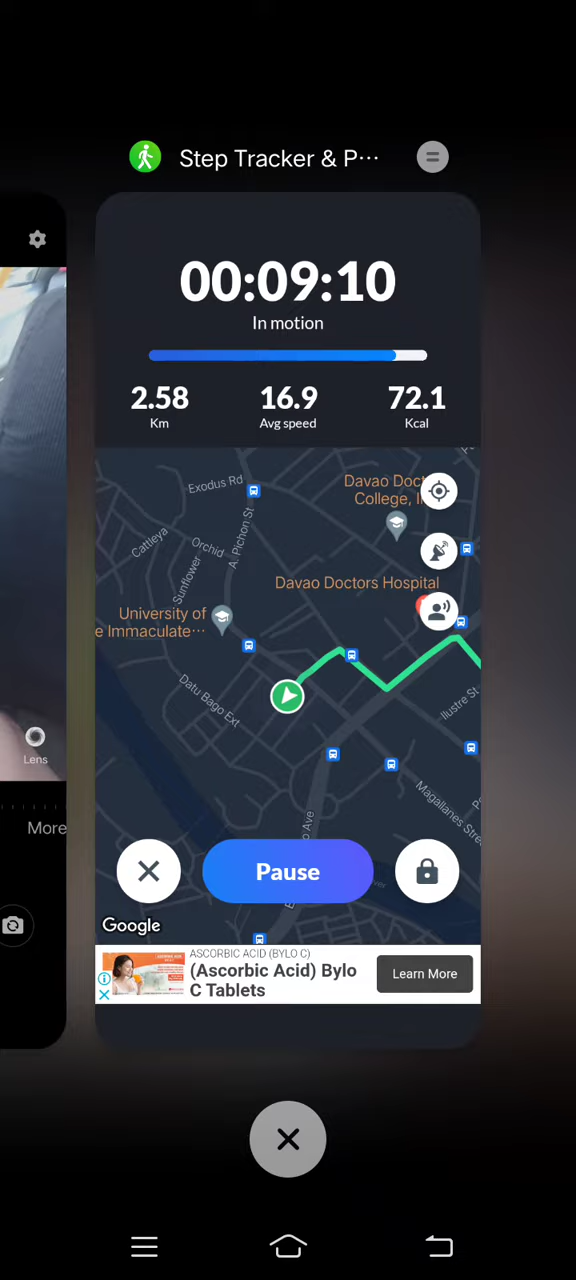 Step Tracker & P···
00:09:10
In motion
2.58
16.9
72.1
Km
Avg speed
Kcal
Exodus Rd
Davao Doct
College, I
Cattleya
Orchid
A. Pichon St
Sunflower
Davao Doctors Hospital
University of
e Immaculate···
Datu Bago Ext
Ilustre St
Magallanes Stre
Lens
More
Pause
Google
ASCORBIC ACID (BYLO C)
(Ascorbic Acid) Bylo
C Tablets
Learn More